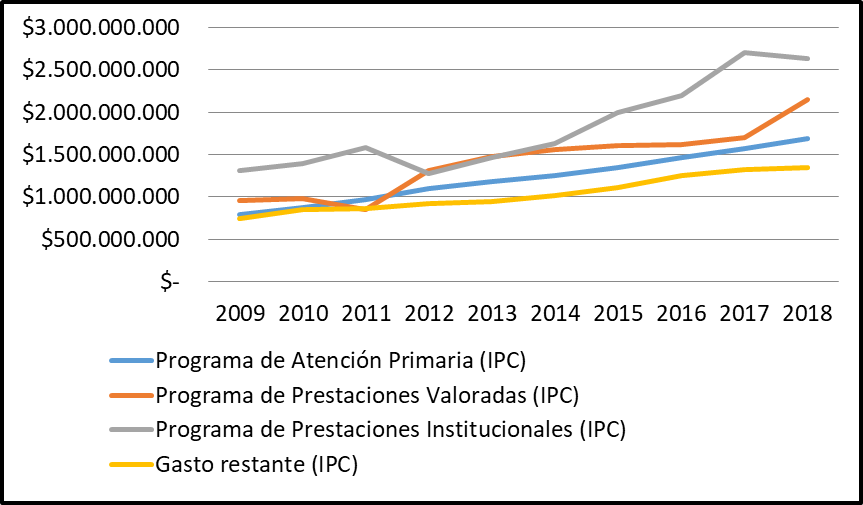 $3.000.000.000
$2.500.000.000
$2.000.000.000
$1.500.000.000
$1.000.000.000
$500.000.000
$-
2009 2010 2011 2012 2013 2014 2015 2016 2017 2018
Programa de Atención Primaria (IPC)
Programa de Prestaciones Valoradas (IPC)
Programa de Prestaciones Institucionales (IPC)
Gasto restante (IPC)